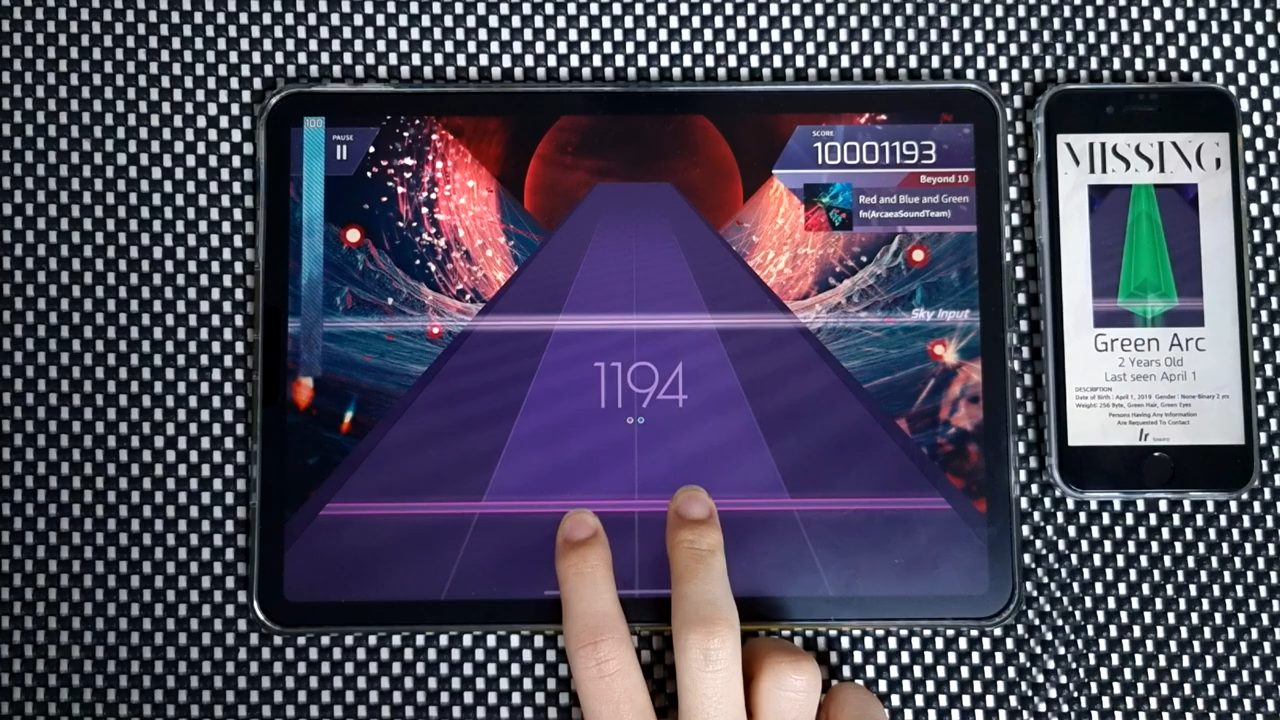 100
PAUSE
SCORE
10001193
Beyond 10
Red and Blue and Green
fn(ArcaeaSoundTeam)
Sky Input
1194
MISSING
Green Arc
2 Years Old
Last seen April 1
DESCRIPTION
Date of Birth : April 1, 2019 Gender : None-Binary 2 yrs
Weight: 256 Byte, Green Hair, Green Eyes
Persons Having Any Information
Are Requested To Contact
lowiro